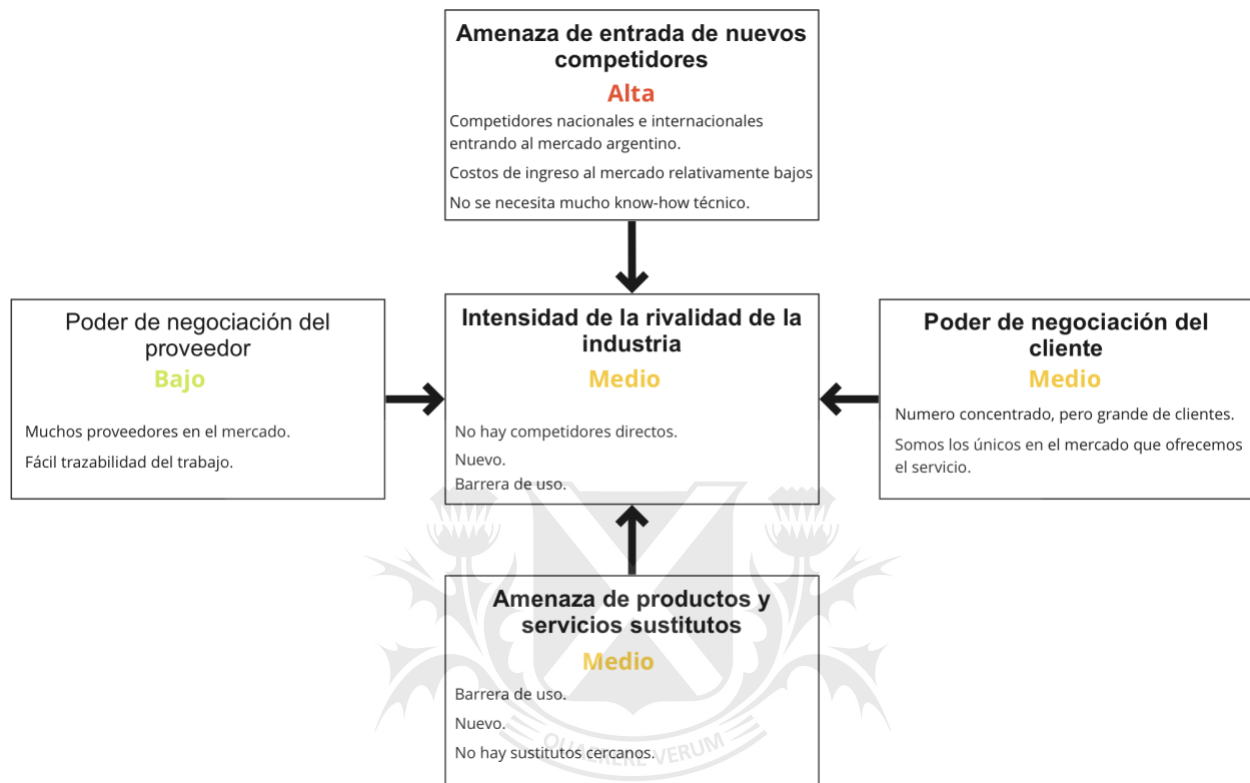 Amenaza de entrada de nuevos
competidores
Alta
Competidores nacionales e internacionales
entrando al mercado argentino.
Costos de ingreso al mercado relativamente bajos
No se necesita mucho know-how técnico.
Poder de negociación del
proveedor
Bajo
Muchos proveedores en el mercado.
Fácil trazabilidad del trabajo.
Intensidad de la rivalidad de la
industria
Medio
No hay competidores directos.
Nuevo.
Barrera de uso.
Poder de negociación del
cliente
Medio
Numero concentrado, pero grande de clientes.
Somos los únicos en el mercado que ofrecemos
el servicio.
Amenaza de productos y
servicios sustitutos
Medio
Barrera de uso.
Nuevo.
No hay sustitutos cercanos.
QUAERERE VERUM